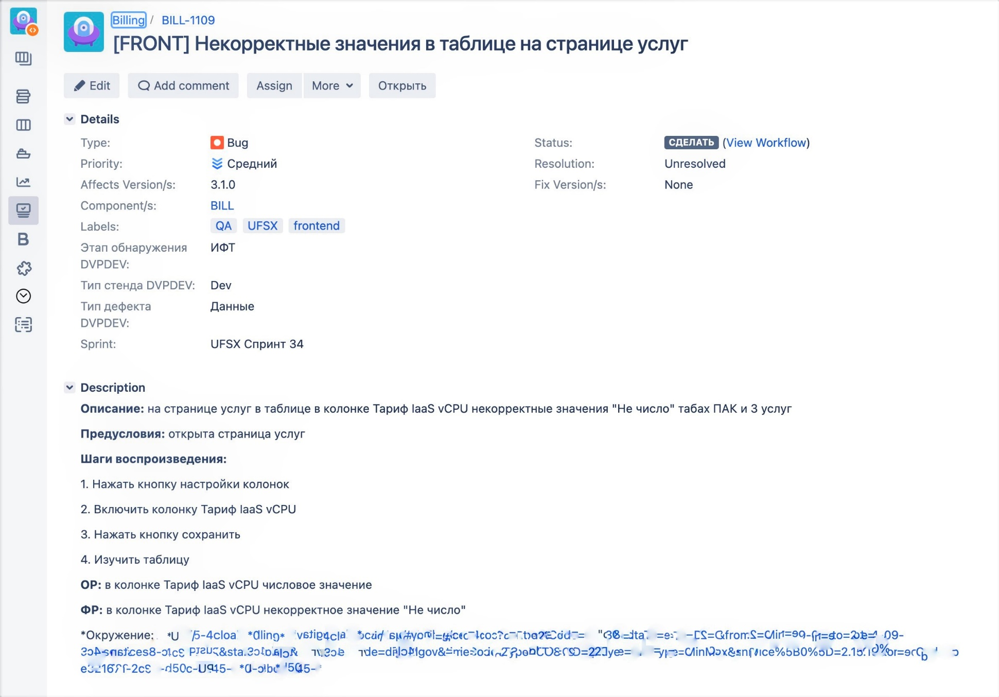 Billing / BILL-1109
[FRONT] Некорректные значения в таблице на странице услуг
Edit Add comment Assign More Открыть
Details
Type: Bug Status: СДЕЛАТЬ (View Workflow)
Priority: Средний Resolution: Unresolved
Affects Version/s: 3.1.0 Fix Version/s: None
Component/s: BILL
Labels: QA UFSX frontend
Этап обнаружения ИФТ
DVPDEV:
Тип стенда DVPDEV: Dev
Тип дефекта Данные
DVPDEV:
Sprint: UFSX Спринт 34
Description
Описание: на странице услуг в таблице в колонке Тариф IaaS vCPU некорректные значения "Не число" табах ПАК и 3 услуг
Предусловия: открыта страница услуг
Шаги воспроизведения:
1. Нажать кнопку настройки колонок
2. Включить колонку Тариф IaaS vCPU
3. Нажать кнопку сохранить
4. Изучить таблицу
ОР: в колонке Тариф IaaS vCPU числовое значение
ФР: в колонке Тариф IaaS vCPU некорректное значение "Не число"
*Окружение: